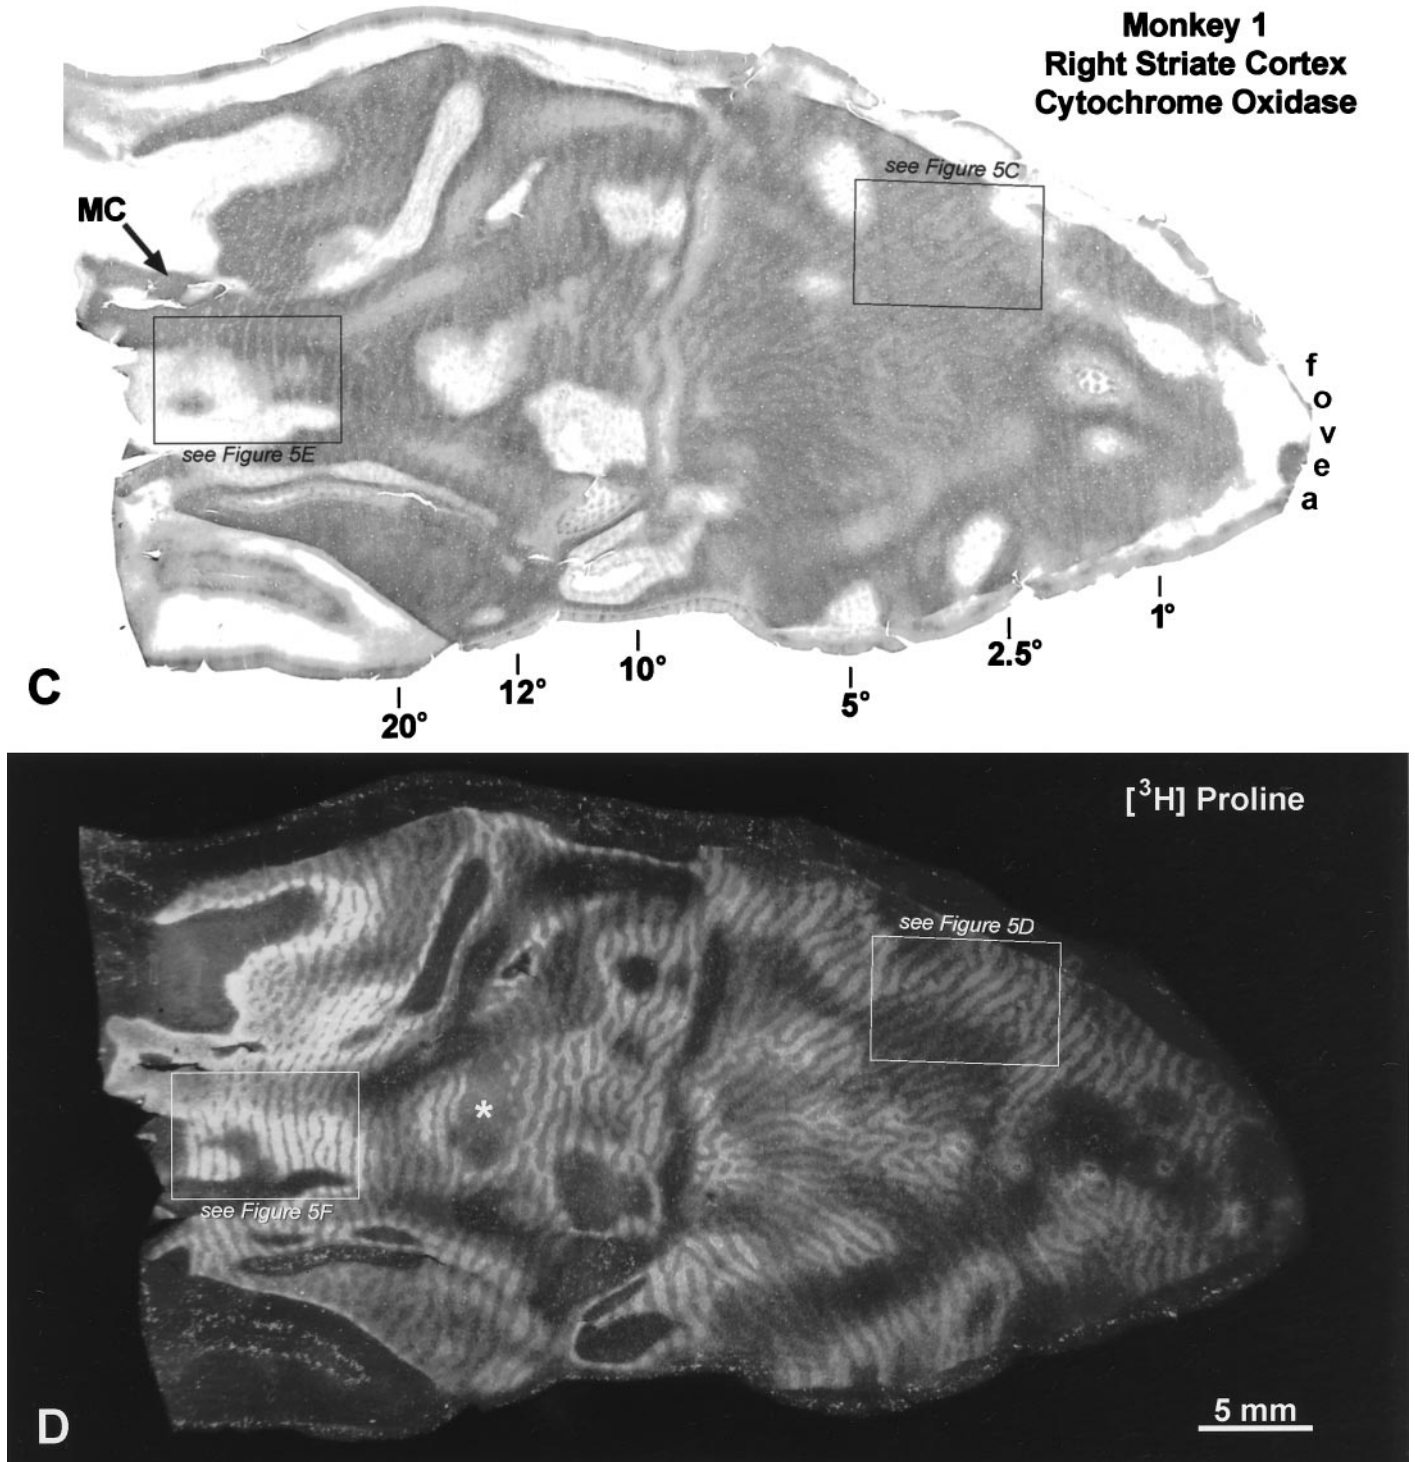 Monkey 1
Right Striate Cortex
Cytochrome Oxidase
see Figure 5C
MC
see Figure 5E
f
o
v
e
a
1°
2.5°
5°
10°
12°
20°
C
[³H] Proline
see Figure 5D
*
see Figure 5F
5 mm
D